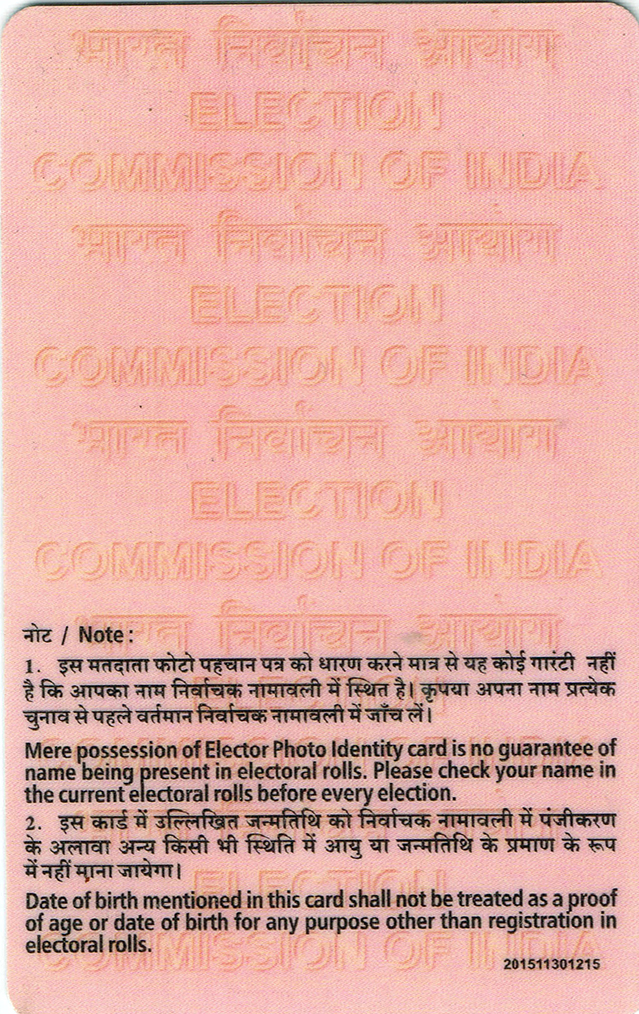 भारत निर्वाचन आयोग
ELECTION
COMMISSION OF INDIA
भारत निर्वाचन आयोग
ELECTION
COMMISSION OF INDIA
भारत निर्वाचन आयोग
ELECTION
COMMISSION OF INDIA
भारत निर्वाचन आयोग
नोट / Note :
1. इस मतदाता फोटो पहचान पत्र को धारण करने मात्र से यह कोई गारंटी नहीं
है कि आपका नाम निर्वाचक नामावली में स्थित है। कृपया अपना नाम प्रत्येक
चुनाव से पहले वर्तमान निर्वाचक नामावली में जाँच लें।
Mere possession of Elector Photo Identity card is no guarantee of
name being present in electoral rolls. Please check your name in
the current electoral rolls before every election.
2. इस कार्ड में उल्लिखित जन्मतिथि को निर्वाचक नामावली में पंजीकरण
के अलावा अन्य किसी भी स्थिति में आयु या जन्मतिथि के प्रमाण के रूप
में नहीं माना जायेगा।
ELECTION
Date of birth mentioned in this card shall not be treated as a proof
of age or date of birth for any purpose other than registration in
electoral rolls.
COMMISSION OF INDIA
201511301215